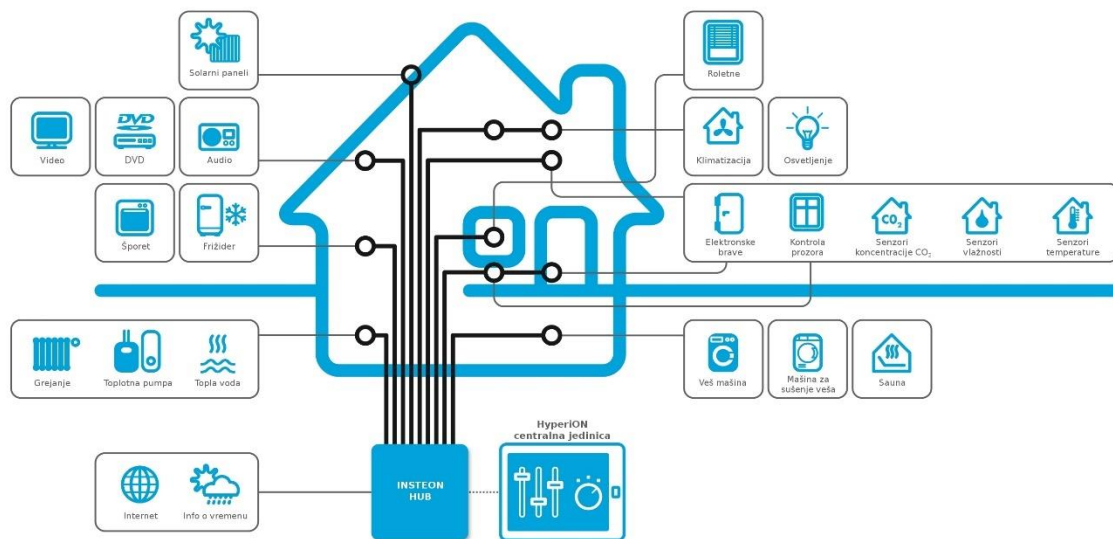 Solarni paneli
Roletne
DVD
Video
DVD
Audio
Klimatizacija
Osvetljenje
Šporet
Frižider
CO2
Elektronske
brave
Kontrola
prozora
Senzori
koncentracije CO2
Senzori
vlažnosti
Senzori
temperature
Grejanje
Toplotna pumpa
Topla voda
Veš mašina
Mašina za
sušenje veša
Sauna
HyperiON
centralna jedinica
INSTEON
HUB
Internet
Info o vremenu